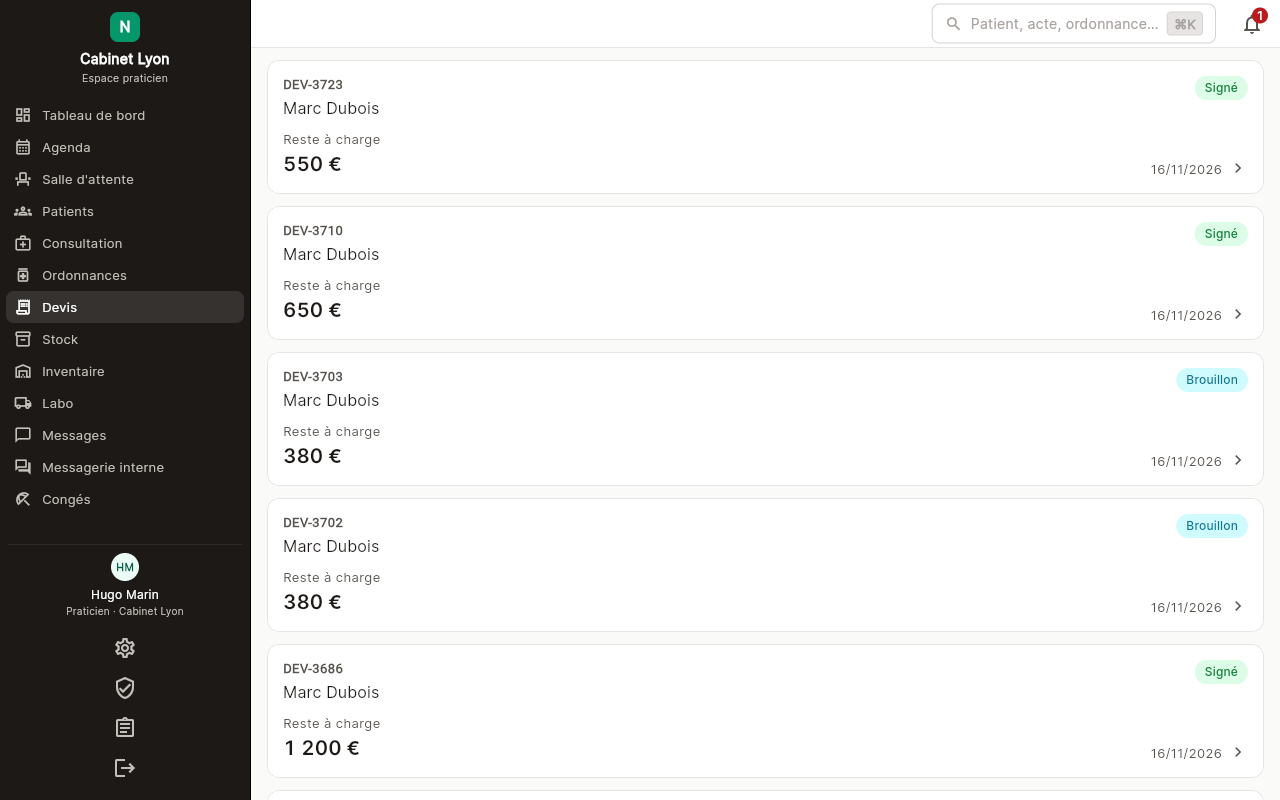 N
Cabinet Lyon
Espace praticien
Tableau de bord
Agenda
Salle d'attente
Patients
Consultation
Ordonnances
Devis
Stock
Inventaire
Labo
Messages
Messagerie interne
Congés
HM
Hugo Marin
Praticien · Cabinet Lyon
Patient, acte, ordonnance... ⌘K
1
DEV-3723
Signé
Marc Dubois
Reste à charge
550 €
16/11/2026
DEV-3710
Signé
Marc Dubois
Reste à charge
650 €
16/11/2026
DEV-3703
Brouillon
Marc Dubois
Reste à charge
380 €
16/11/2026
DEV-3702
Brouillon
Marc Dubois
Reste à charge
380 €
16/11/2026
DEV-3686
Signé
Marc Dubois
Reste à charge
1 200 €
16/11/2026